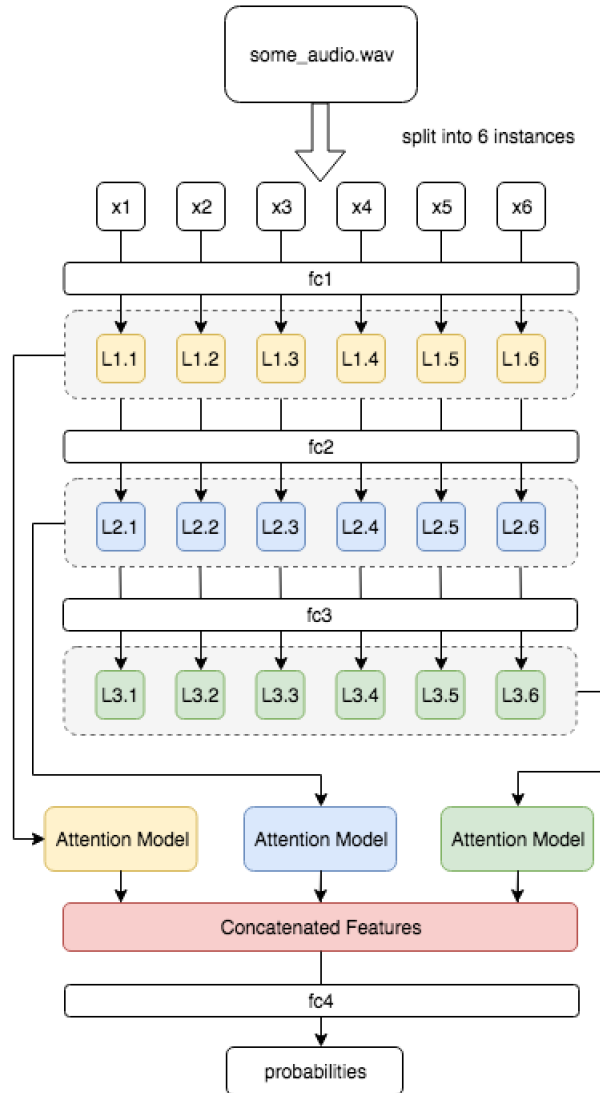 some_audio.wav
split into 6 instances
x1 x2 x3 x4 x5 x6
fc1
L1.1 L1.2 L1.3 L1.4 L1.5 L1.6
fc2
L2.1 L2.2 L2.3 L2.4 L2.5 L2.6
fc3
L3.1 L3.2 L3.3 L3.4 L3.5 L3.6
Attention Model Attention Model Attention Model
Concatenated Features
fc4
probabilities